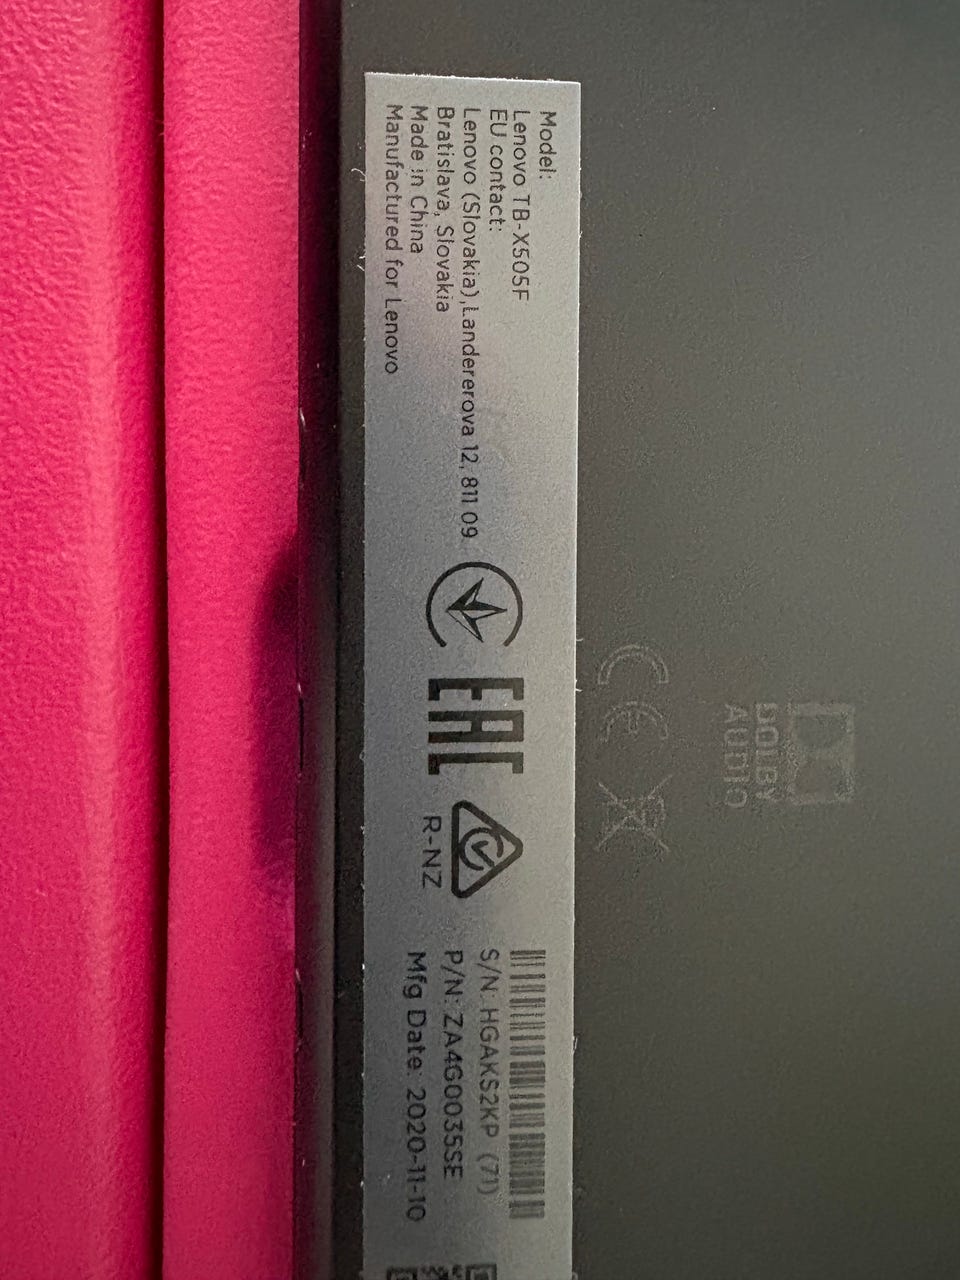 Model:
Lenovo TB-X505F
EU contact:
Lenovo (Slovakia),Landererova 12, 811 09
Bratislava, Slovakia
Made in China
Manufactured for Lenovo
EAC
R-NZ
S/N: HGAKS2KP (71)
P/N: ZA4G0035SE
Mfg Date: 2020-11-10
CE
DOLBY
AUDIO